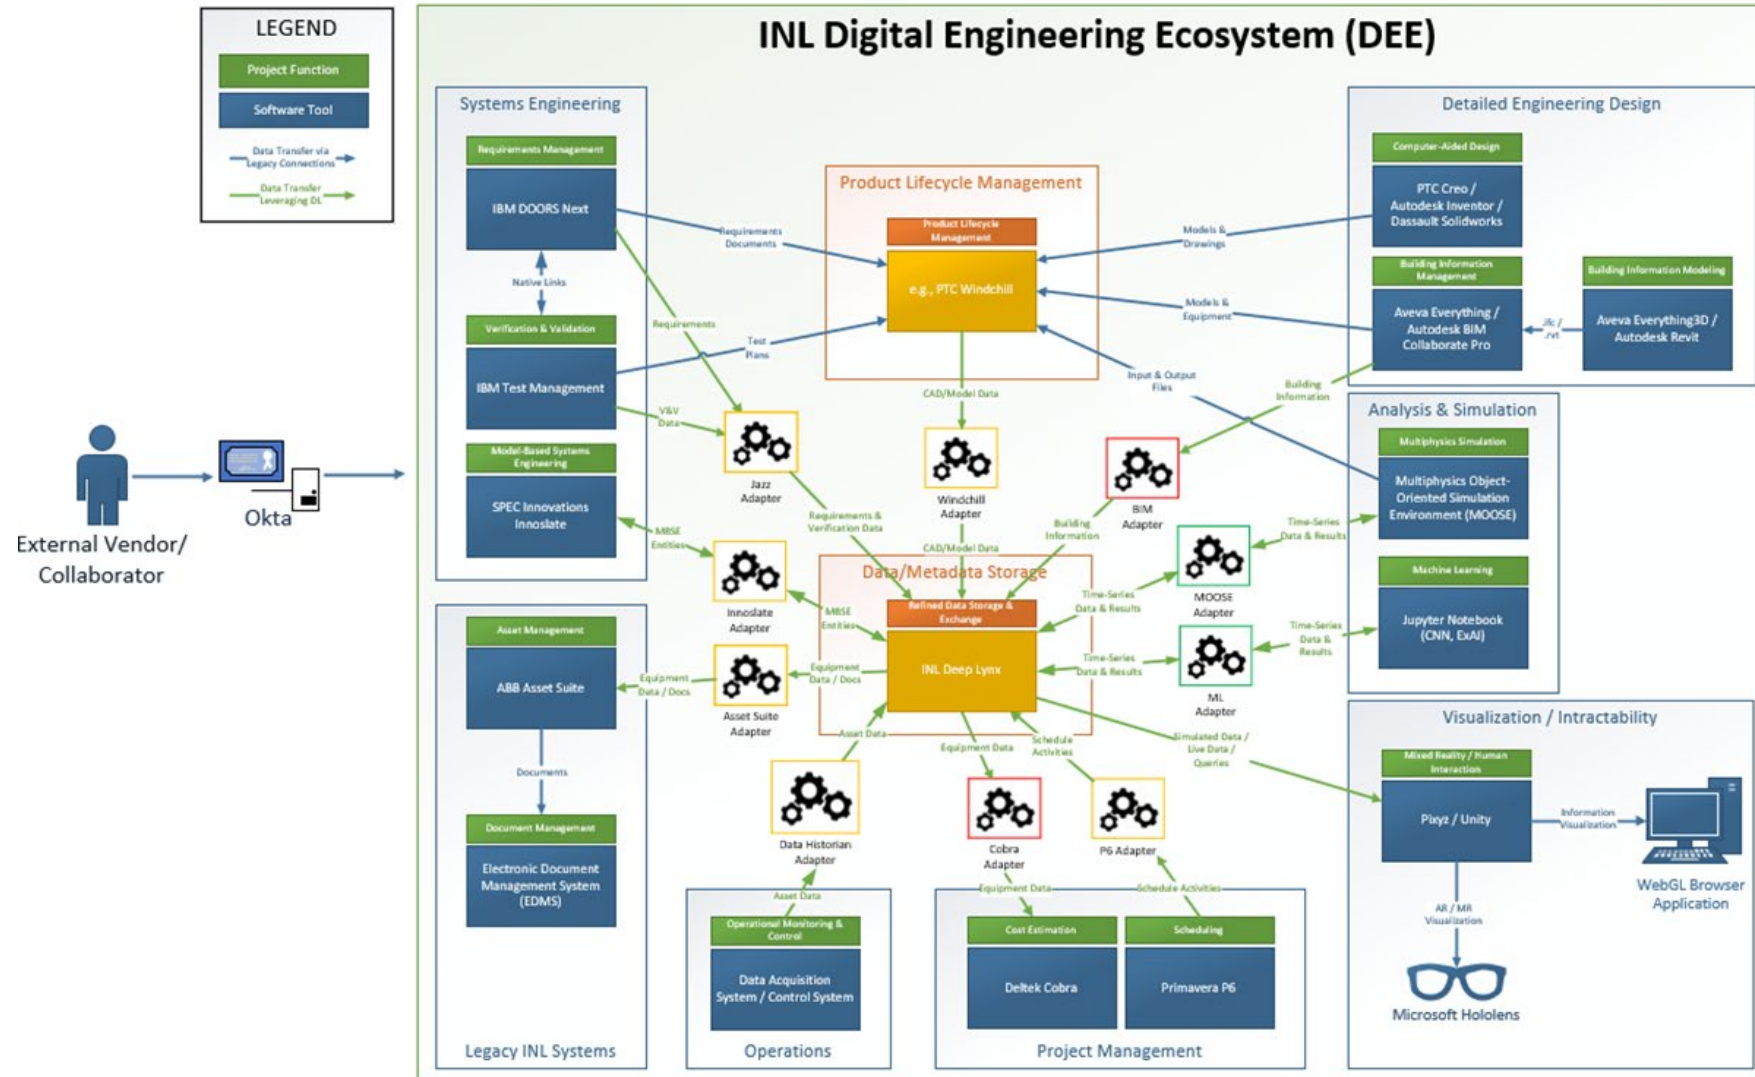 LEGEND
Project Function
Software Tool
Data Transfer via
Legacy Connections
Data Transfer
Leveraging DL
External Vendor/
Collaborator
Okta
INL Digital Engineering Ecosystem (DEE)
Systems Engineering
Requirements Management
IBM DOORS Next
Native Links
Verification & Validation
IBM Test Management
Model-Based Systems
Engineering
SPEC Innovations
Innoslate
Requirements
Documents
Requirements
Test
Plans
V&V
Data
MBSE
Entities
Product Lifecycle Management
Product Lifecycle
Management
e.g., PTC Windchill
CAD/Model Data
Models &
Drawings
Models &
Equipment
Input & Output
Files
Building
Information
Detailed Engineering Design
Computer-Aided Design
PTC Creo /
Autodesk Inventor /
Dassault Solidworks
Building Information
Management
Aveva Everything /
Autodesk BIM
Collaborate Pro
.ifc /
.rvt
Building Information Modeling
Aveva Everything3D /
Autodesk Revit
Analysis & Simulation
Multiphysics Simulation
Multiphysics Object-
Oriented Simulation
Environment (MOOSE)
Machine Learning
Jupyter Notebook
(CNN, ExAI)
Jazz
Adapter
Windchill
Adapter
BIM
Adapter
Requirements &
Verification Data
CAD/Model Data
Building
Information
Time-Series
Data & Results
MOOSE
Adapter
Time-Series
Data & Results
Innoslate
Adapter
MBSE
Entities
Data/Metadata Storage
Refined Data Storage &
Exchange
INL Deep Lynx
Time-Series
Data & Results
ML
Adapter
Time-Series
Data &
Results
Legacy INL Systems
Asset Management
ABB Asset Suite
Documents
Document Management
Electronic Document
Management System
(EDMS)
Equipment
Data / Docs
Asset Suite
Adapter
Equipment
Data / Docs
Asset Data
Equipment Data
Schedule
Activities
Simulated Data /
Live Data /
Queries
Data Historian
Adapter
Cobra
Adapter
P6 Adapter
Asset Data
Equipment Data
Schedule Activities
Operational Monitoring &
Control
Data Acquisition
System / Control System
Operations
Cost Estimation
Deltek Cobra
Scheduling
Primavera P6
Project Management
Visualization / Intractability
Mixed Reality / Human
Interaction
Pixyz / Unity
Information
Visualization
WebGL Browser
Application
AR / MR
Visualization
Microsoft Hololens